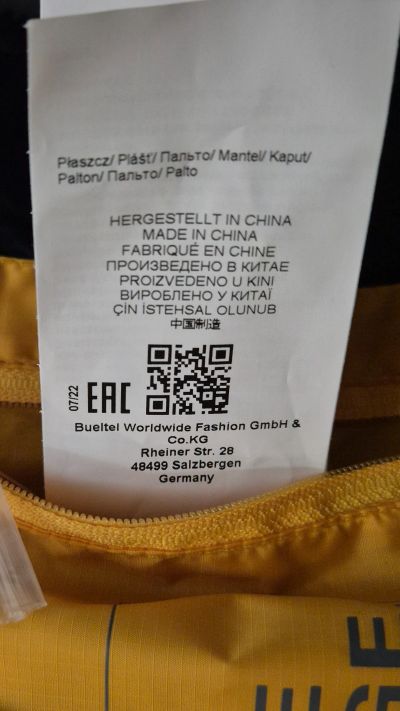 Płaszcz/ Plášť/ Пальто/ Mantel/ Kaput/
Palton/ Пальто/ Palto
HERGESTELLT IN CHINA
MADE IN CHINA
FABRIQUÉ EN CHINE
ПРОИЗВЕДЕНО В КИТАЕ
PROIZVEDENO U KINI
ВИРОБЛЕНО У КИТАЇ
ÇİN İSTEHSAL OLUNUB
中国制造
07/22
EAC
Bueltel Worldwide Fashion GmbH &
Co.KG
Rheiner Str. 28
48499 Salzbergen
Germany